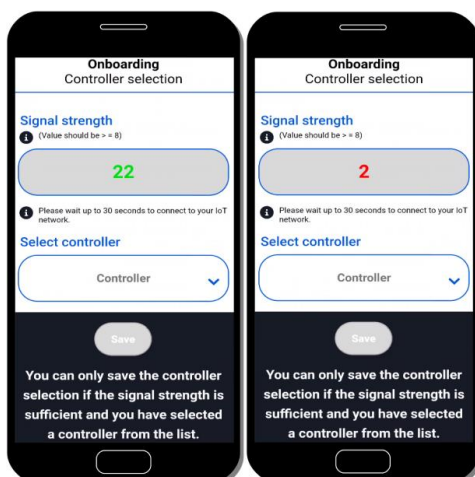 Onboarding
Controller selection
Signal strength
(Value should be > = 8)
22
Please wait up to 30 seconds to connect to your IoT
network.
Select controller
Controller
Save
You can only save the controller
selection if the signal strength is
sufficient and you have selected
a controller from the list.
Onboarding
Controller selection
Signal strength
(Value should be > = 8)
2
Please wait up to 30 seconds to connect to your IoT
network.
Select controller
Controller
Save
You can only save the controller
selection if the signal strength is
sufficient and you have selected
a controller from the list.